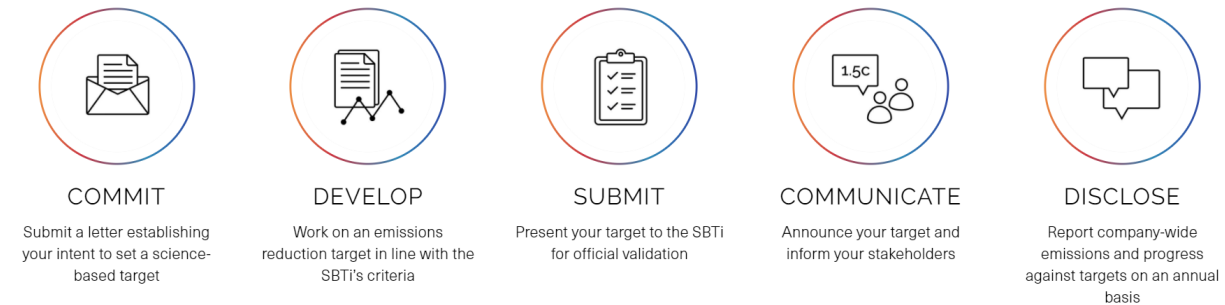 1.5c
COMMIT
Submit a letter establishing
your intent to set a science-
based target
DEVELOP
Work on an emissions
reduction target in line with the
SBTi's criteria
SUBMIT
Present your target to the SBTi
for official validation
COMMUNICATE
Announce your target and
inform your stakeholders
DISCLOSE
Report company-wide
emissions and progress
against targets on an annual
basis